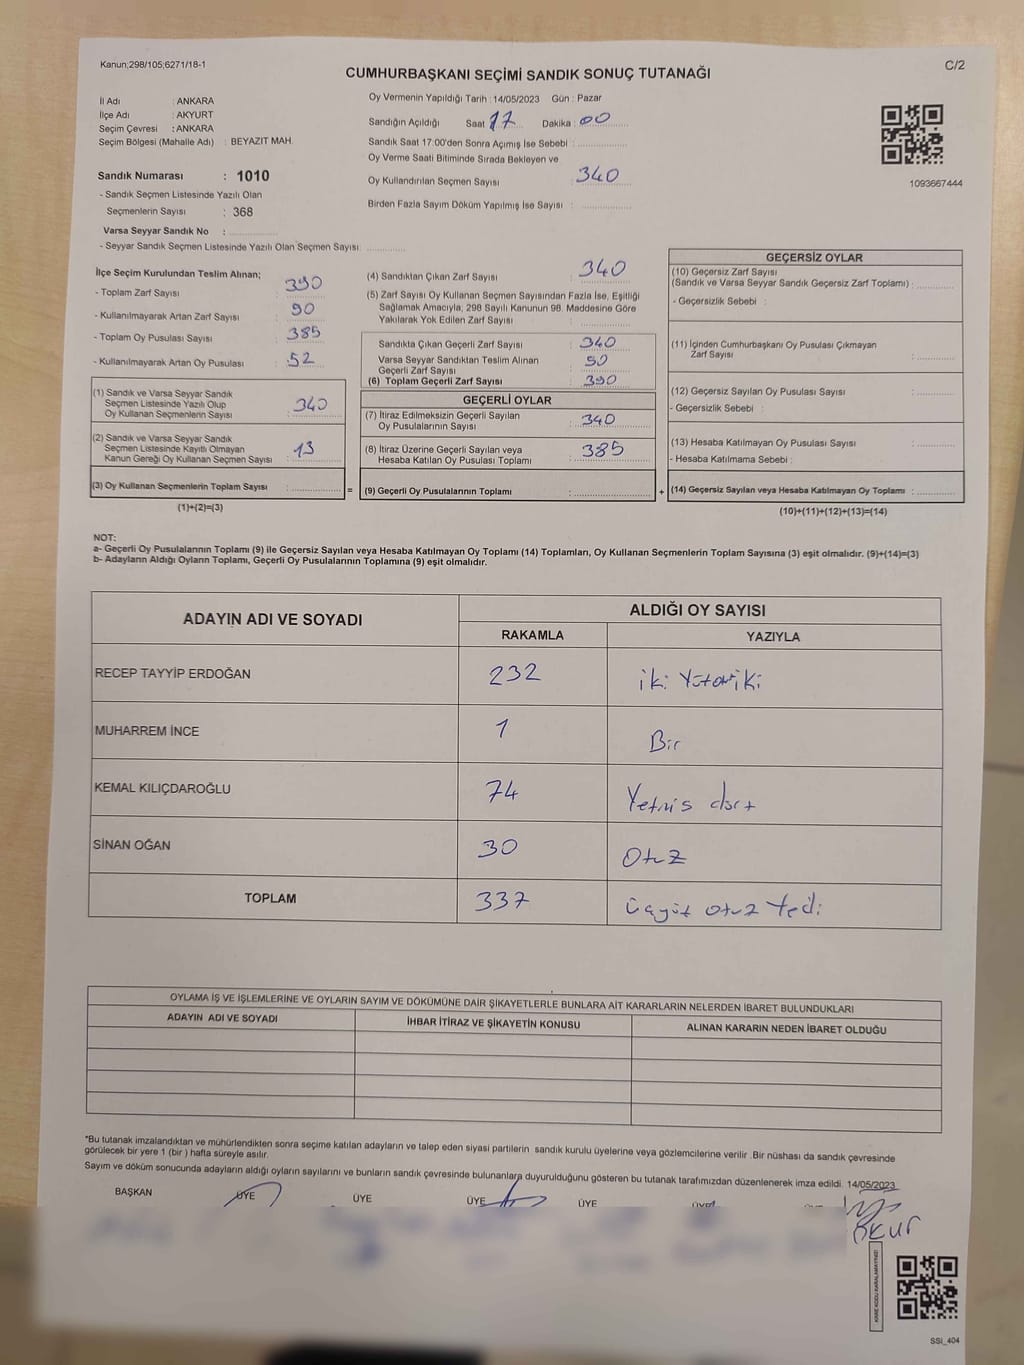 Kanun;298/105;6271/18-1
C/2
CUMHURBAŞKANI SEÇİMİ SANDIK SONUÇ TUTANAĞI
İl Adı : ANKARA
İlçe Adı : AKYURT
Seçim Çevresi : ANKARA
Seçim Bölgesi (Mahalle Adı) : BEYAZIT MAH.
Sandık Numarası : 1010
- Sandık Seçmen Listesinde Yazılı Olan
Seçmenlerin Sayısı : 368
Varsa Seyyar Sandık No :
- Seyyar Sandık Seçmen Listesinde Yazılı Olan Seçmen Sayısı:
Oy Vermenin Yapıldığı Tarih : 14/05/2023 Gün : Pazar
Sandığın Açıldığı Saat : 17 Dakika : 00
Sandık Saat 17.00'den Sonra Açımış İse Sebebi :
Oy Verme Saati Bitiminde Sırada Bekleyen ve
Oy Kullandırılan Seçmen Sayısı : 340
Birden Fazla Sayım Döküm Yapılmış İse Sayısı :
1093667444
İlçe Seçim Kurulundan Teslim Alınan;
- Toplam Zarf Sayısı : 390
- Kullanılmayarak Artan Zarf Sayısı : 90
- Toplam Oy Pusulası Sayısı : 385
- Kullanılmayarak Artan Oy Pusulası : 52
(1) Sandık ve Varsa Seyyar Sandık
Seçmen Listesinde Yazılı Olup
Oy Kullanan Seçmenlerin Sayısı : 340
(2) Sandık ve Varsa Seyyar Sandık
Seçmen Listesinde Kayıtlı Olmayan
Kanun Gereği Oy Kullanan Seçmen Sayısı : 13
(3) Oy Kullanan Seçmenlerin Toplam Sayısı :
(1)+(2)=(3)
=
(4) Sandıktan Çıkan Zarf Sayısı : 340
(5) Zarf Sayısı Oy Kullanan Seçmen Sayısından Fazla İse, Eşitliği
Sağlamak Amacıyla, 298 Sayılı Kanunun 98. Maddesine Göre
Yakılarak Yok Edilen Zarf Sayısı :
Sandıkta Çıkan Geçerli Zarf Sayısı : 340
Varsa Seyyar Sandıktan Teslim Alınan
Geçerli Zarf Sayısı : 50
(6) Toplam Geçerli Zarf Sayısı : 390
GEÇERLİ OYLAR
(7) İtiraz Edilmeksizin Geçerli Sayılan
Oy Pusulalarının Sayısı : 340
(8) İtiraz Üzerine Geçerli Sayılan veya
Hesaba Katılan Oy Pusulası Toplamı : 385
(9) Geçerli Oy Pusulalarının Toplamı :
+
GEÇERSİZ OYLAR
(10) Geçersiz Zarf Sayısı
(Sandık ve Varsa Seyyar Sandık Geçersiz Zarf Toplamı) :
- Geçersizlik Sebebi :
(11) İçinden Cumhurbaşkanı Oy Pusulası Çıkmayan
Zarf Sayısı :
(12) Geçersiz Sayılan Oy Pusulası Sayısı :
- Geçersizlik Sebebi :
(13) Hesaba Katılmayan Oy Pusulası Sayısı :
- Hesaba Katılmama Sebebi :
(14) Geçersiz Sayılan veya Hesaba Katılmayan Oy Toplamı :
(10)+(11)+(12)+(13)=(14)
NOT:
a- Geçerli Oy Pusulalarının Toplamı (9) ile Geçersiz Sayılan veya Hesaba Katılmayan Oy Toplamı (14) Toplamları, Oy Kullanan Seçmenlerin Toplam Sayısına (3) eşit olmalıdır. (9)+(14)=(3)
b- Adayların Aldığı Oyların Toplamı, Geçerli Oy Pusulalarının Toplamına (9) eşit olmalıdır.
ADAYIN ADI VE SOYADI
ALDIĞI OY SAYISI
RAKAMLA YAZIYLA
RECEP TAYYİP ERDOĞAN 232 iki
MUHARREM İNCE 1 Bir
KEMAL KILIÇDAROĞLU 74 Yetmis dört
SİNAN OĞAN 30 Otuz
TOPLAM 337 üçyüz otuz Yedi
OYLAMA İŞ VE İŞLEMLERİNE VE OYLARIN SAYIM VE DÖKÜMÜNE DAİR ŞİKAYETLERLE BUNLARA AİT KARARLARIN NELERDEN İBARET BULUNDUKLARI
ADAYIN ADI VE SOYADI İHBAR İTİRAZ VE ŞİKAYETİN KONUSU ALINAN KARARIN NEDEN İBARET OLDUĞU
*Bu tutanak imzalandıktan ve mühürlendikten sonra seçime katılan adayların ve talep eden siyasi partilerin sandık kurulu üyelerine veya gözlemcilerine verilir .Bir nüshası da sandık çevresinde
görülecek bir yere 1 (bir ) hafta süreyle asılır.
Sayım ve döküm sonucunda adayların aldığı oyların sayılarını ve bunların sandık çevresinde bulunanlara duyurulduğunu gösteren bu tutanak tarafımızdan düzenlenerek imza edildi. 14/05/2023
BAŞKAN ÜYE ÜYE ÜYE ÜYE ÜYE
KARE KODU KARALAMAYINIZ!
SSİ_404